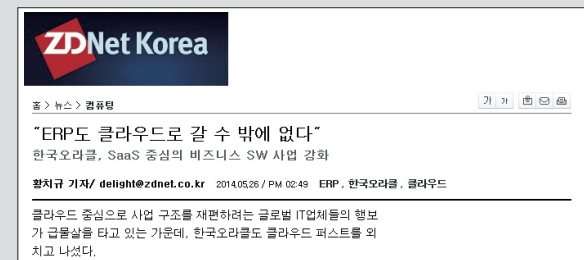 ZDNet Korea
홈 > 뉴스 > 컴퓨팅
가 가
"ERP도 클라우드로 갈 수 밖에 없다"
한국오라클, SaaS 중심의 비즈니스 SW 사업 강화
황치규 기자/ delight@zdnet.co.kr 2014.05.26 / PM 02:49 ERP, 한국오라클, 클라우드
클라우드 중심으로 사업 구조를 재편하려는 글로벌 IT업체들의 행보
가 급물살을 타고 있는 가운데, 한국오라클도 클라우드 퍼스트를 외
치고 나섰다.